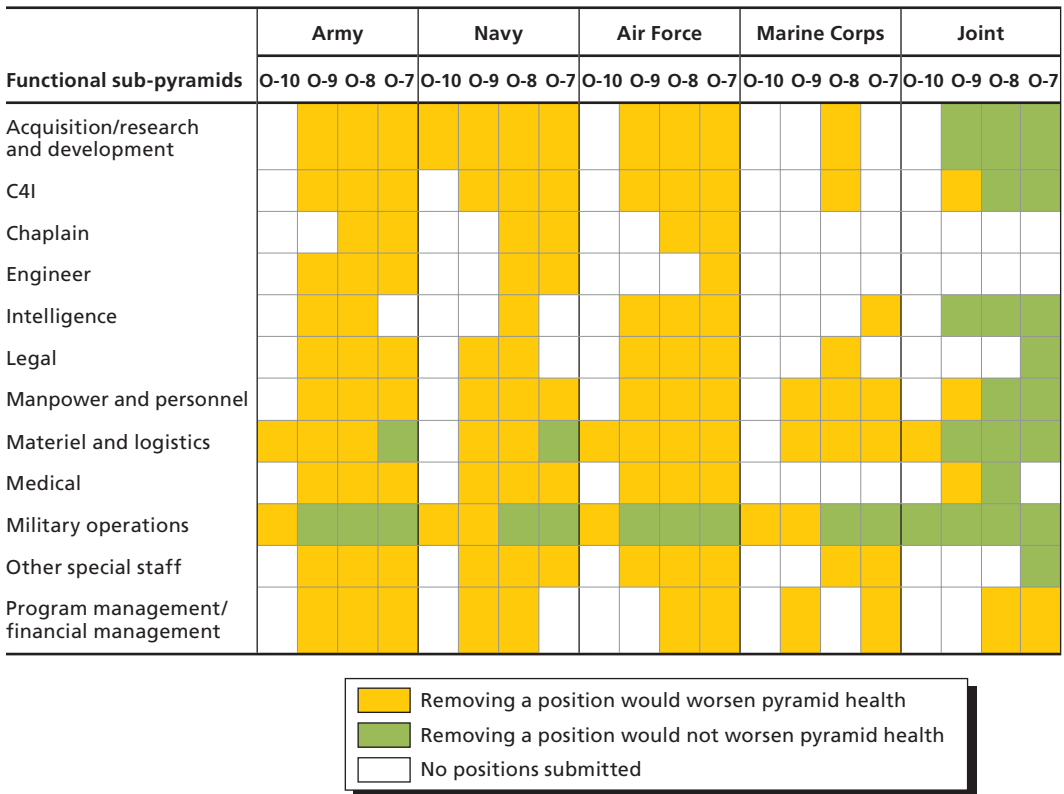 Army Navy Air Force Marine Corps Joint
Functional sub-pyramids O-10 O-9 O-8 O-7 O-10 O-9 O-8 O-7 O-10 O-9 O-8 O-7 O-10 O-9 O-8 O-7 O-10 O-9 O-8 O-7
Acquisition/research
and development
C4I
Chaplain
Engineer
Intelligence
Legal
Manpower and personnel
Materiel and logistics
Medical
Military operations
Other special staff
Program management/
financial management
Removing a position would worsen pyramid health
Removing a position would not worsen pyramid health
No positions submitted